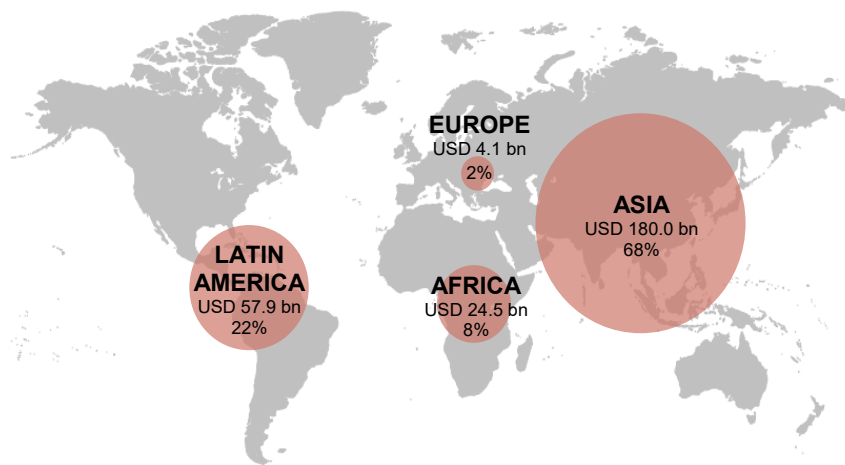 EUROPE
USD 4.1 bn
2%
ASIA
USD 180.0 bn
68%
LATIN
AMERICA
USD 57.9 bn
22%
AFRICA
USD 24.5 bn
8%